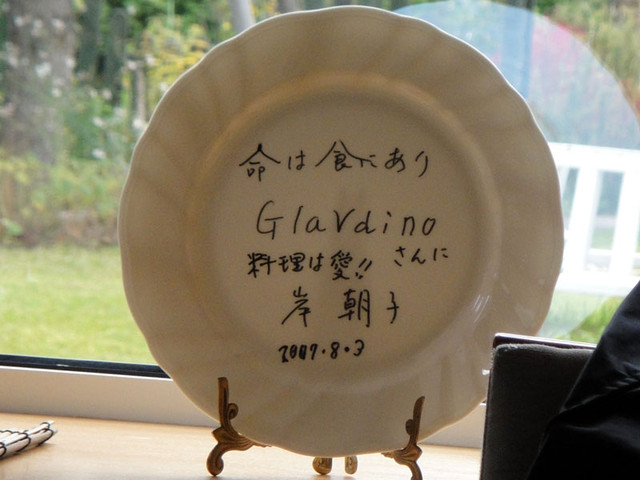 命は食にあり
Glardino
さんに
料理は愛!!
岸朝子
2007.8.3